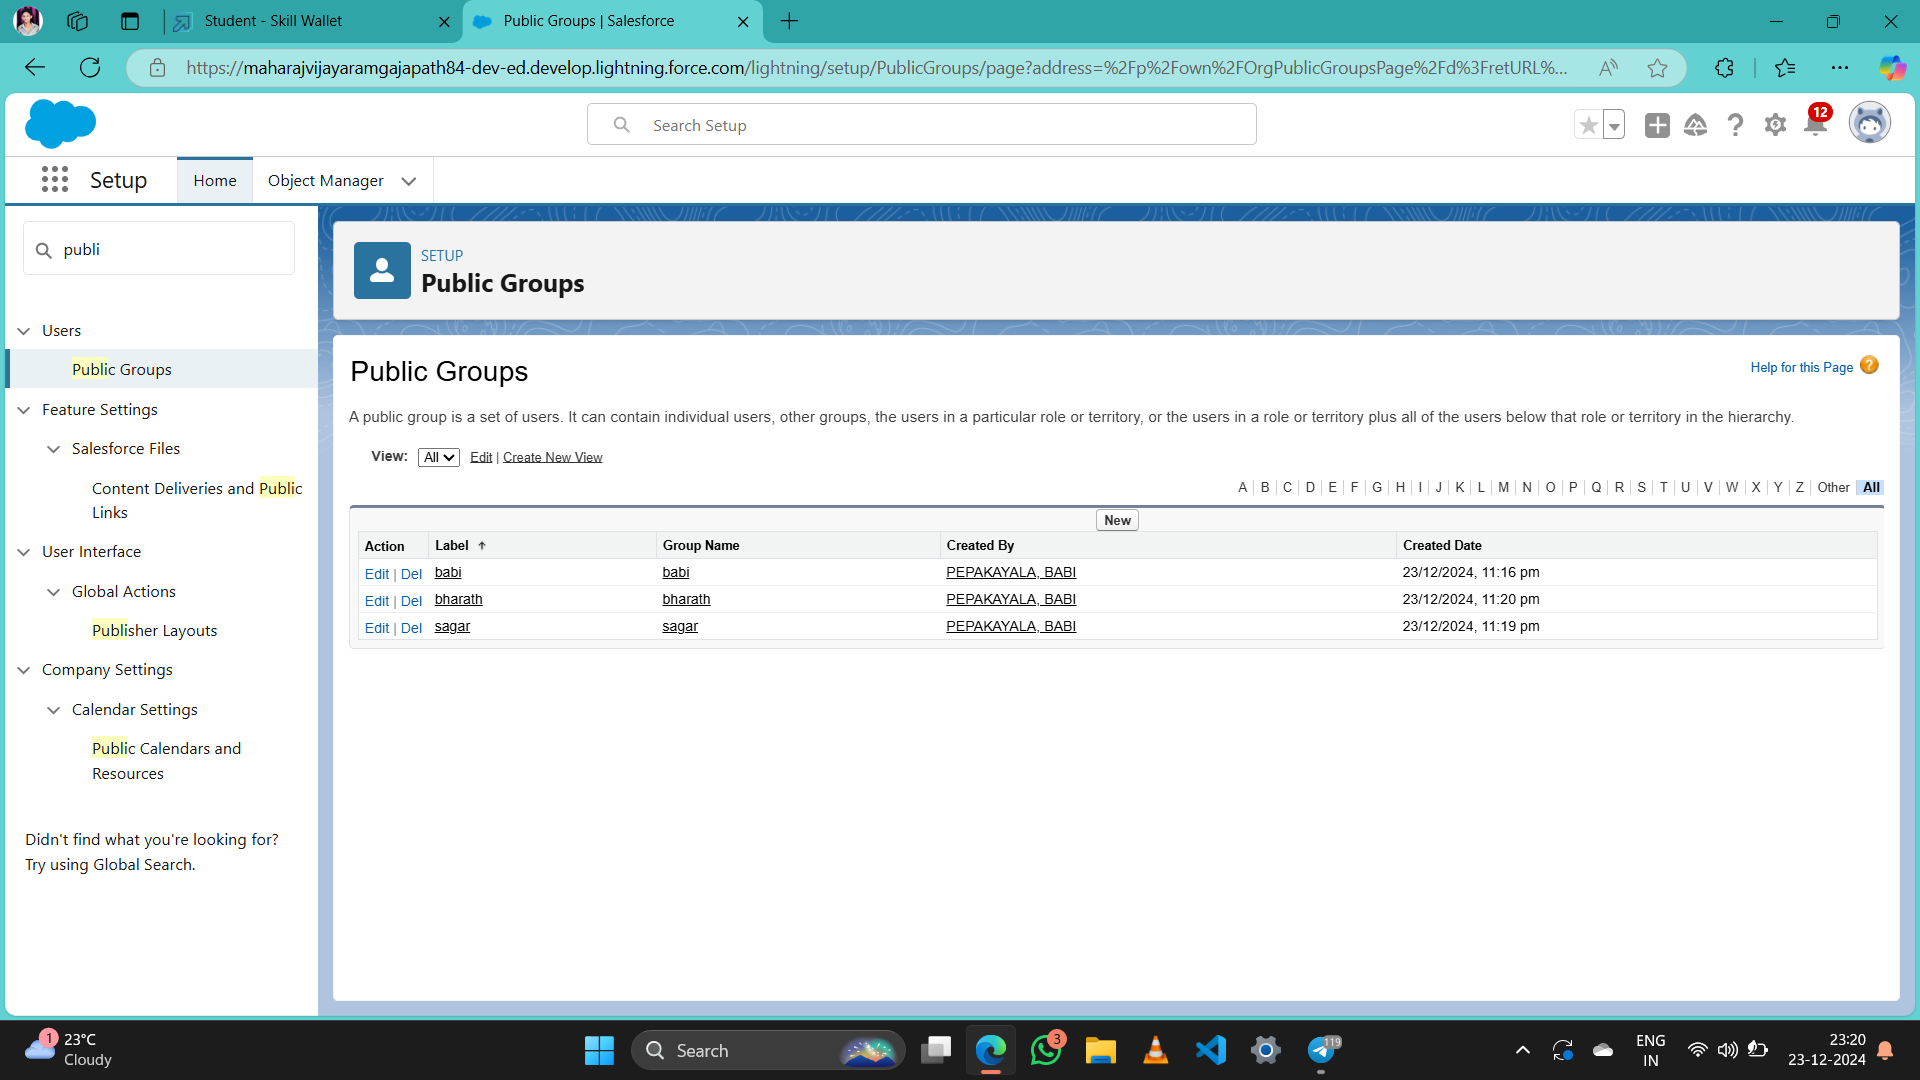 Student - Skill Wallet
Public Groups | Salesforce
https://maharajvijayaramgajapath84-dev-ed.develop.lightning.force.com/lightning/setup/PublicGroups/page?address=%2Fp%2Fown%2FOrgPublicGroupsPage%2Fd%3FretURL%...
Search Setup
12
Setup
Home
Object Manager
publi
Users
Public Groups
Feature Settings
Salesforce Files
Content Deliveries and Public
Links
User Interface
Global Actions
Publisher Layouts
Company Settings
Calendar Settings
Public Calendars and
Resources
Didn't find what you're looking for?
Try using Global Search.
SETUP
Public Groups
Public Groups
Help for this Page ?
A public group is a set of users. It can contain individual users, other groups, the users in a particular role or territory, or the users in a role or territory plus all of the users below that role or territory in the hierarchy.
View: All Edit | Create New View
A | B | C | D | E | F | G | H | I | J | K | L | M | N | O | P | Q | R | S | T | U | V | W | X | Y | Z | Other | All
New
Action Label Group Name Created By Created Date
Edit | Del babi babi PEPAKAYALA, BABI 23/12/2024, 11:16 pm
Edit | Del bharath bharath PEPAKAYALA, BABI 23/12/2024, 11:20 pm
Edit | Del sagar sagar PEPAKAYALA, BABI 23/12/2024, 11:19 pm
1
23°C
Cloudy
Search
3
119
ENG
IN
23:20
23-12-2024